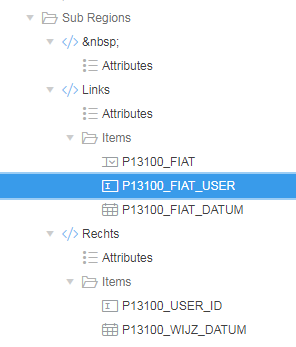 Sub Regions
&nbsp;
Attributes
Links
Attributes
Items
P13100_FIAT
P13100_FIAT_USER
P13100_FIAT_DATUM
Rechts
Attributes
Items
P13100_USER_ID
P13100_WIJZ_DATUM